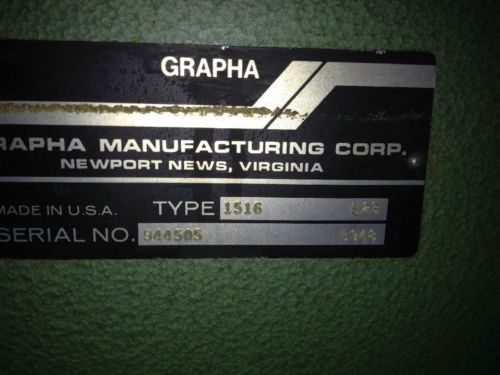 GRAPHA
RAPHA MANUFACTURING CORP.
NEWPORT NEWS, VIRGINIA
MADE IN U.S.A. TYPE 1516
SERIAL NO. 944505